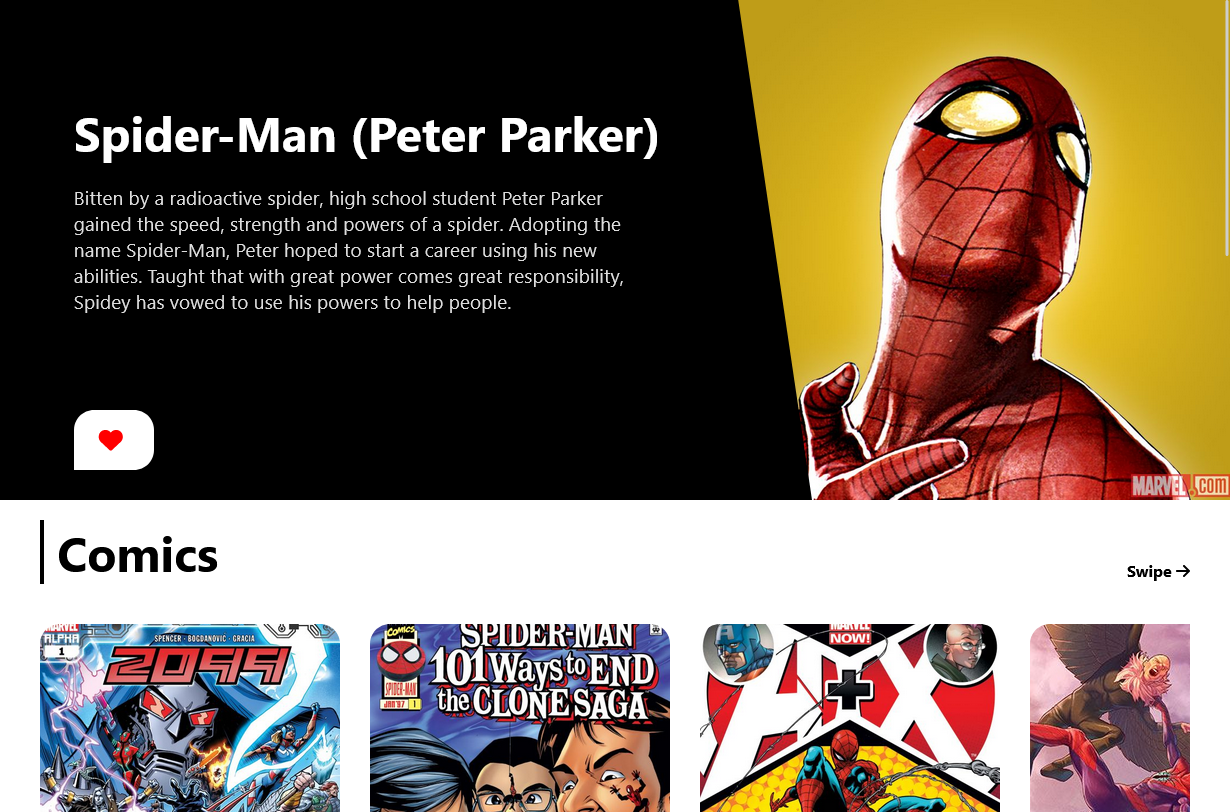 Spider-Man (Peter Parker)
Bitten by a radioactive spider, high school student Peter Parker
gained the speed, strength and powers of a spider. Adopting the
name Spider-Man, Peter hoped to start a career using his new
abilities. Taught that with great power comes great responsibility,
Spidey has vowed to use his powers to help people.
MARVEL.com
Comics
Swipe
MARVEL
ALPHA
1
SPENCER · BOGDANOVIC · GRACIA
2099
COMICS
SPIDER-MAN
JAN '97 1
SPIDER-MAN
101 Ways to END
the CLONE SAGA
MARVEL
NOW!
A+X